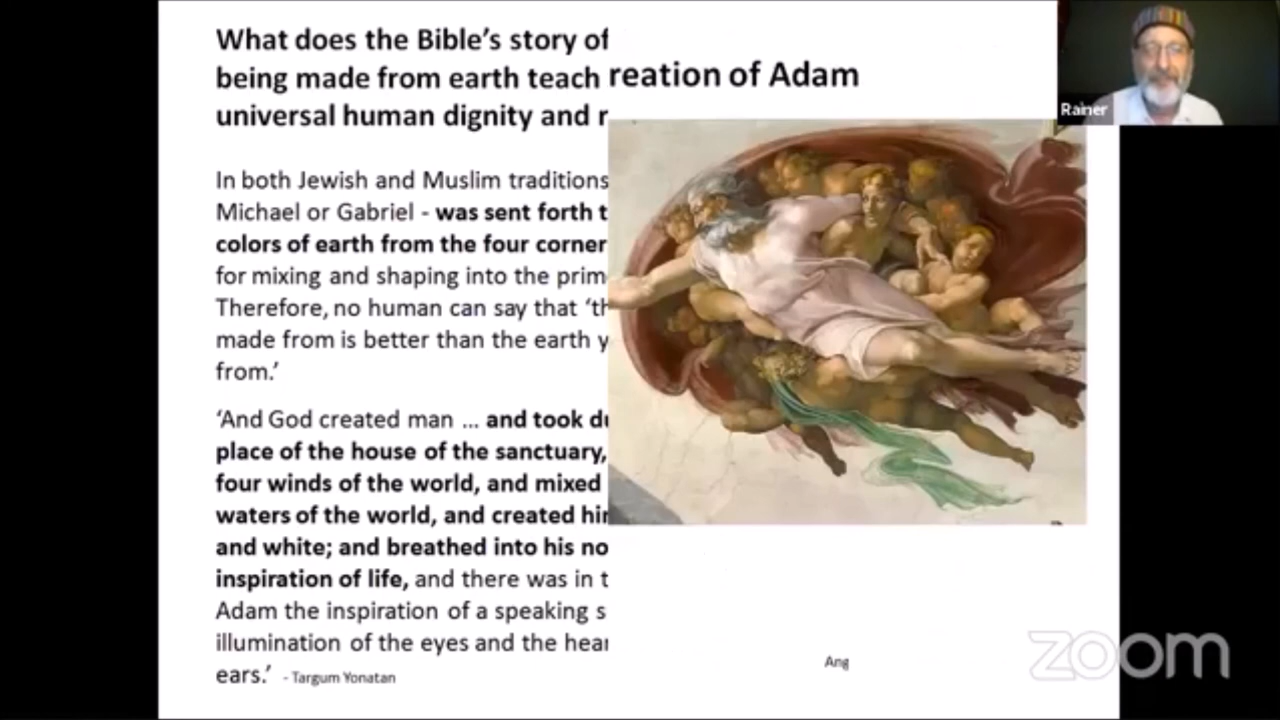 What does the Bible's story of
being made from earth teach
universal human dignity and r
reation of Adam
In both Jewish and Muslim traditions
Michael or Gabriel - was sent forth t
colors of earth from the four corner
for mixing and shaping into the prim
Therefore, no human can say that 'th
made from is better than the earth y
from.'
'And God created man ... and took du
place of the house of the sanctuary,
four winds of the world, and mixed
waters of the world, and created hin
and white; and breathed into his no
inspiration of life, and there was in t
Adam the inspiration of a speaking s
illumination of the eyes and the hear
ears.' - Targum Yonatan
Ang
Rainer
zoom